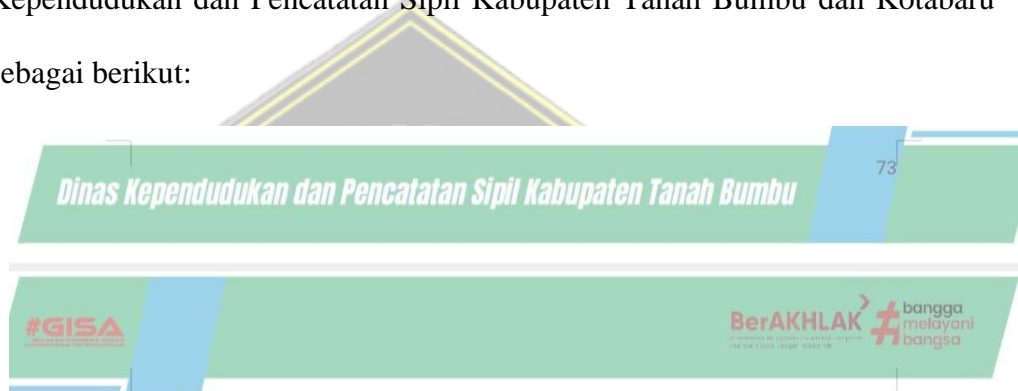 Kependudukan dan Pencatatan Sipil Kabupaten Tanah Bumbu dan Kotabaru
sebagai berikut:
73
Dinas Kependudukan dan Pencatatan Sipil Kabupaten Tanah Bumbu
#GISA
BerAKHLAK
# bangga
melayani
bangsa